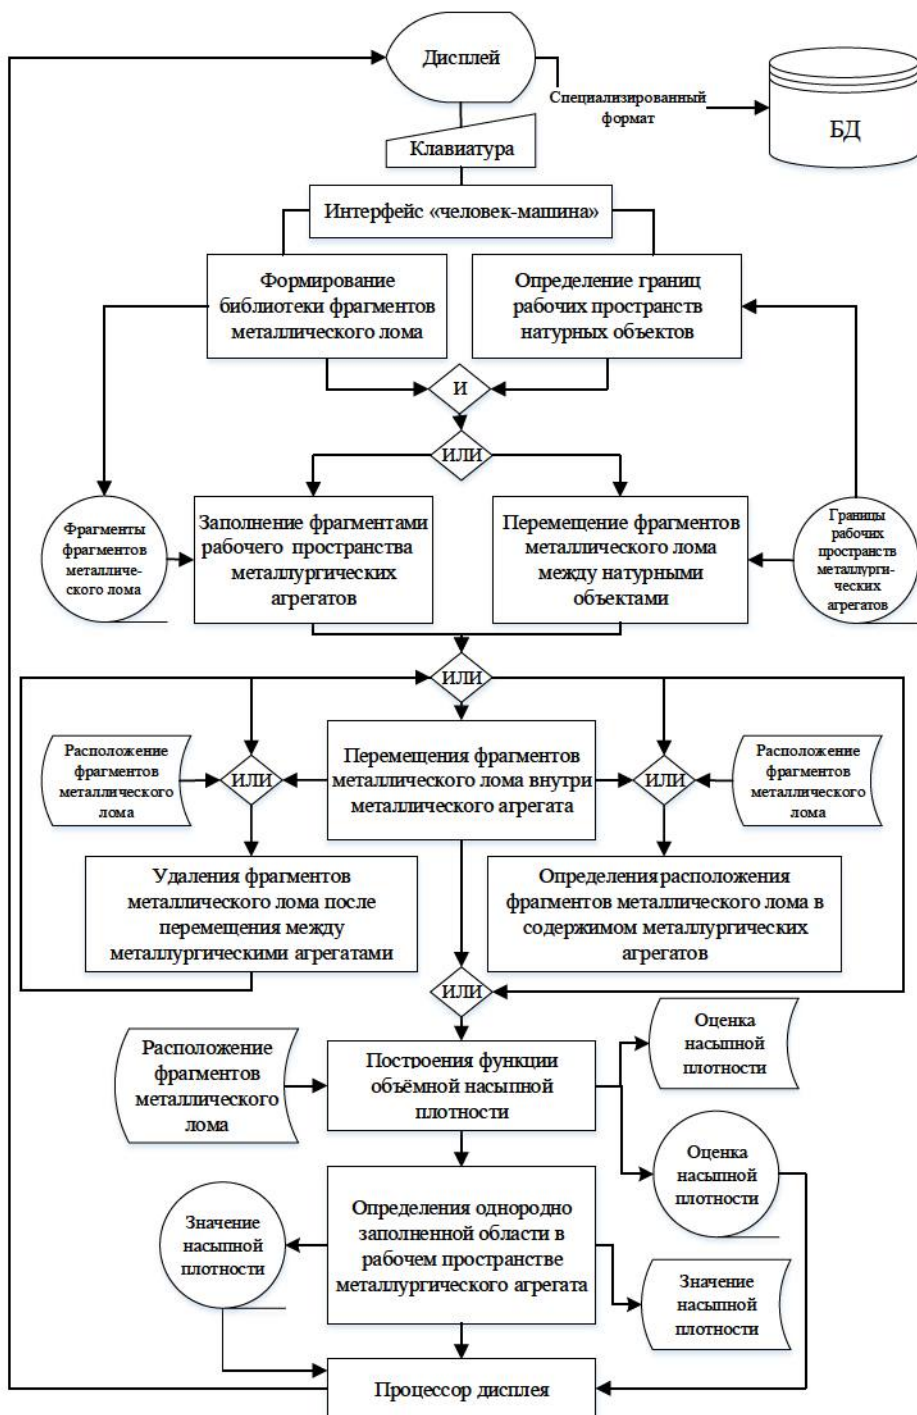 Дисплей
Специализированный
формат
БД
Клавиатура
Интерфейс «человек-машина»
Формирование
библиотеки фрагментов
металлического лома
Определение границ
рабочих пространств
натурных объектов
И
ИЛИ
Фрагменты
фрагментов
металличе-
ского лома
Заполнение фрагментами
рабочего пространства
металлургических
агрегатов
Перемещение фрагментов
металлического лома
между натурными
объектами
Границы
рабочих
пространств
металлурги-
ческих
агрегатов
ИЛИ
Расположение
фрагментов
металлического
лома
ИЛИ
Перемещения фрагментов
металлического лома внутри
металлического агрегата
ИЛИ
Расположение
фрагментов
металлического
лома
Удаления фрагментов
металлического лома после
перемещения между
металлургическими агрегатами
Определения расположения
фрагментов металлического лома в
содержимом металлургических
агрегатов
ИЛИ
Расположение
фрагментов
металлического
лома
Построения функции
объёмной насыпной
плотности
Оценка
насыпной
плотности
Оценка
насыпной
плотности
Значение
насыпной
плотности
Определения однородно
заполненной области в
рабочем пространстве
металлургического агрегата
Значение
насыпной
плотности
Процессор дисплея